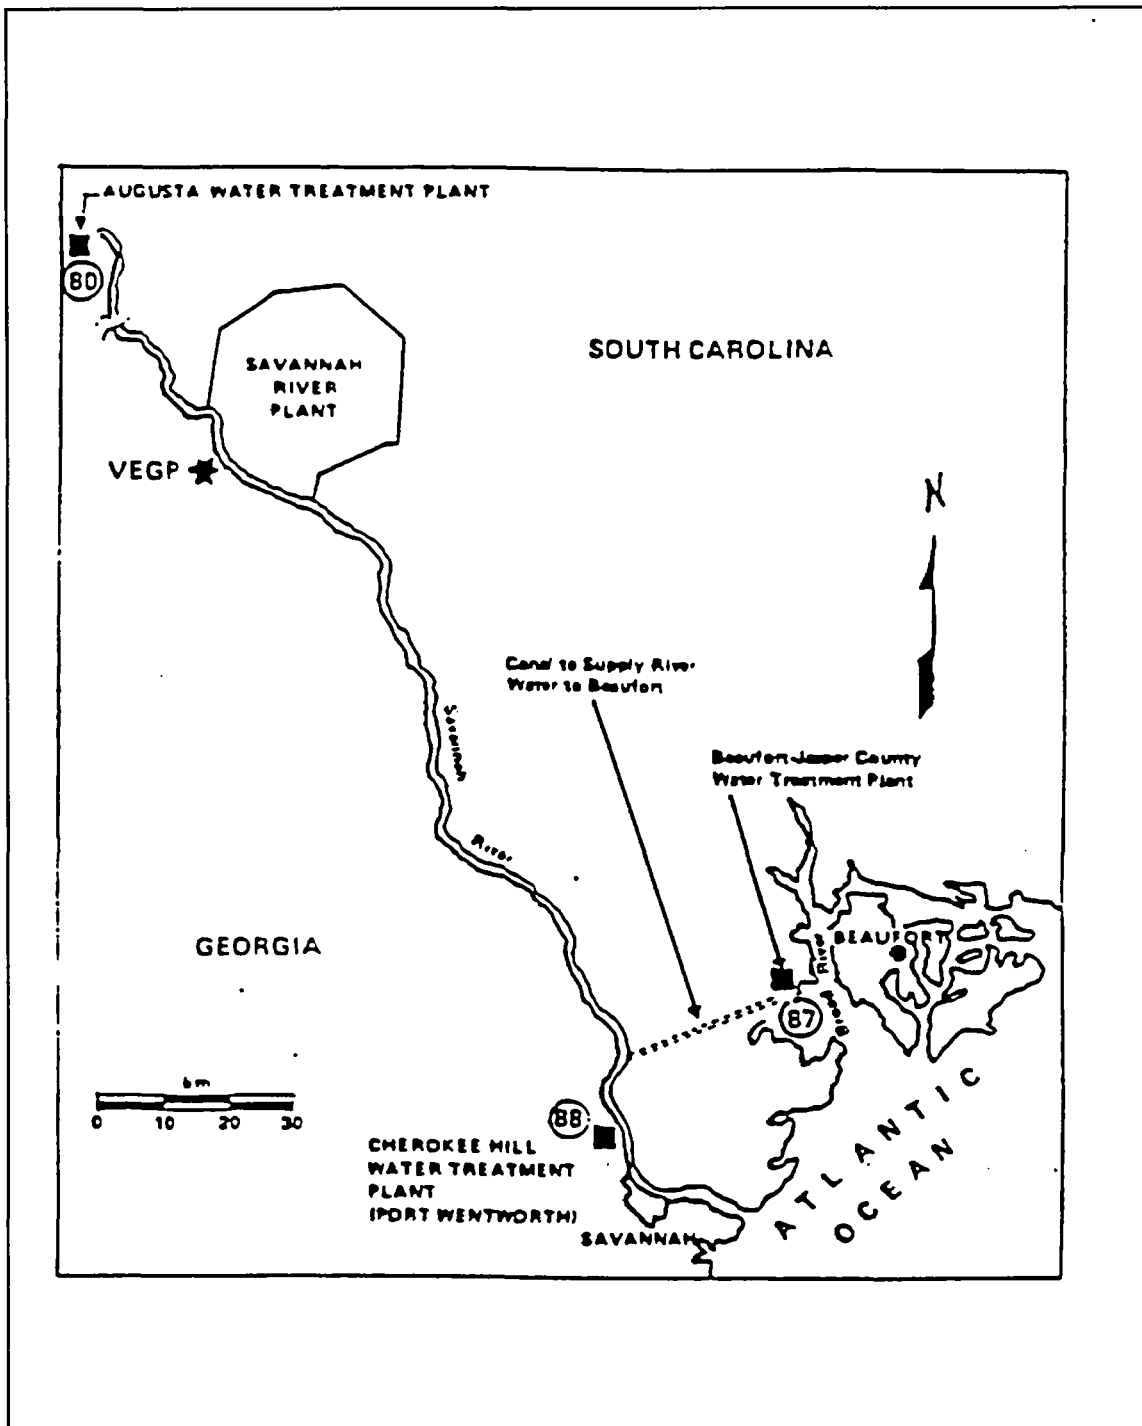 AUGUSTA WATER TREATMENT PLANT
80
SAVANNAH
RIVER
PLANT
SOUTH CAROLINA
VEGP
N
Canal to Supply River
Water to Beaufort
Savannah
River
Beaufort-Jasper County
Water Treatment Plant
BEAUFORT
River
87
GEORGIA
km
0 10 20 30
88
CHEROKEE HILL
WATER TREATMENT
PLANT
(PORT WENTWORTH)
SAVANNAH
ATLANTIC
OCEAN